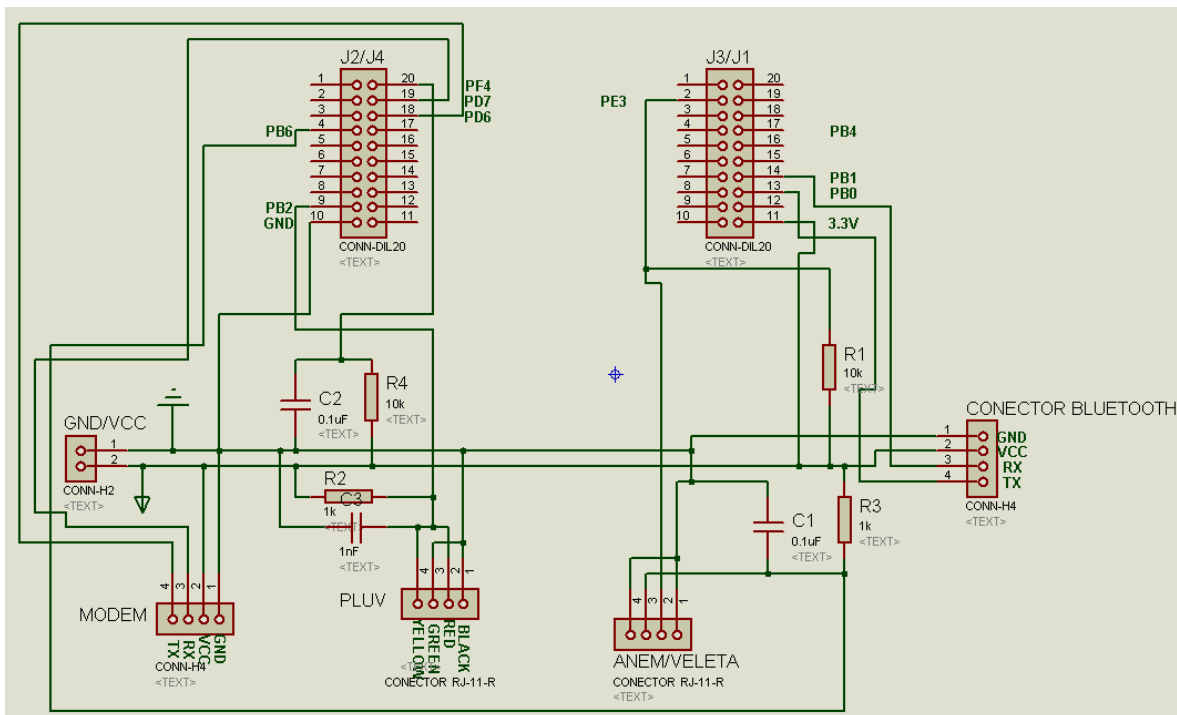 J2/J4
1
2
3
4
5
6
7
8
9
10
20
19
18
17
16
15
14
13
12
11
PF4
PD7
PD6
PB6
PB2
GND
CONN-DIL20
<TEXT>
J3/J1
1
2
3
4
5
6
7
8
9
10
20
19
18
17
16
15
14
13
12
11
PE3
PB4
PB1
PB0
3.3V
CONN-DIL20
<TEXT>
R1
10k
<TEXT>
C2
0.1uF
<TEXT>
R4
10k
<TEXT>
GND/VCC
1
2
CONN-H2
<TEXT>
R2
1k
<TEXT>
C3
1nF
<TEXT>
CONECTOR BLUETOOTH
1
2
3
4
GND
VCC
RX
TX
CONN-H4
<TEXT>
C1
0.1uF
<TEXT>
R3
1k
<TEXT>
MODEM
4
3
2
1
TX
RX
VCC
GND
CONN-H4
<TEXT>
PLUV
4
3
2
1
YELLOW
GREEN
RED
BLACK
<TEXT>
CONECTOR RJ-11-R
4
3
2
1
ANEM/VELETA
CONECTOR RJ-11-R
<TEXT>